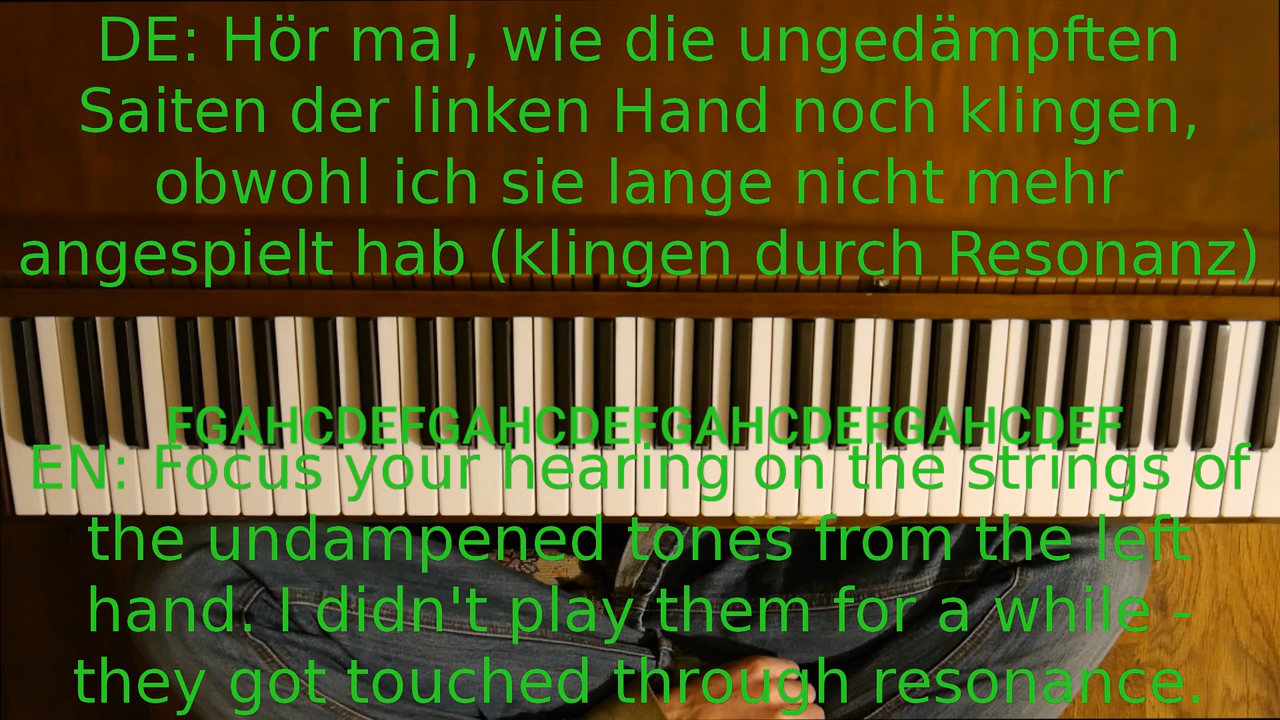 DE: Hör mal, wie die ungedämpften
Saiten der linken Hand noch klingen,
obwohl ich sie lange nicht mehr
angespielt hab (klingen durch Resonanz)
FGAHCDEFGAHCDEFGAHCDEFGAHCDEF
EN: Focus your hearing on the strings of
the undampened tones from the left
hand. I didn't play them for a while -
they got touched through resonance.